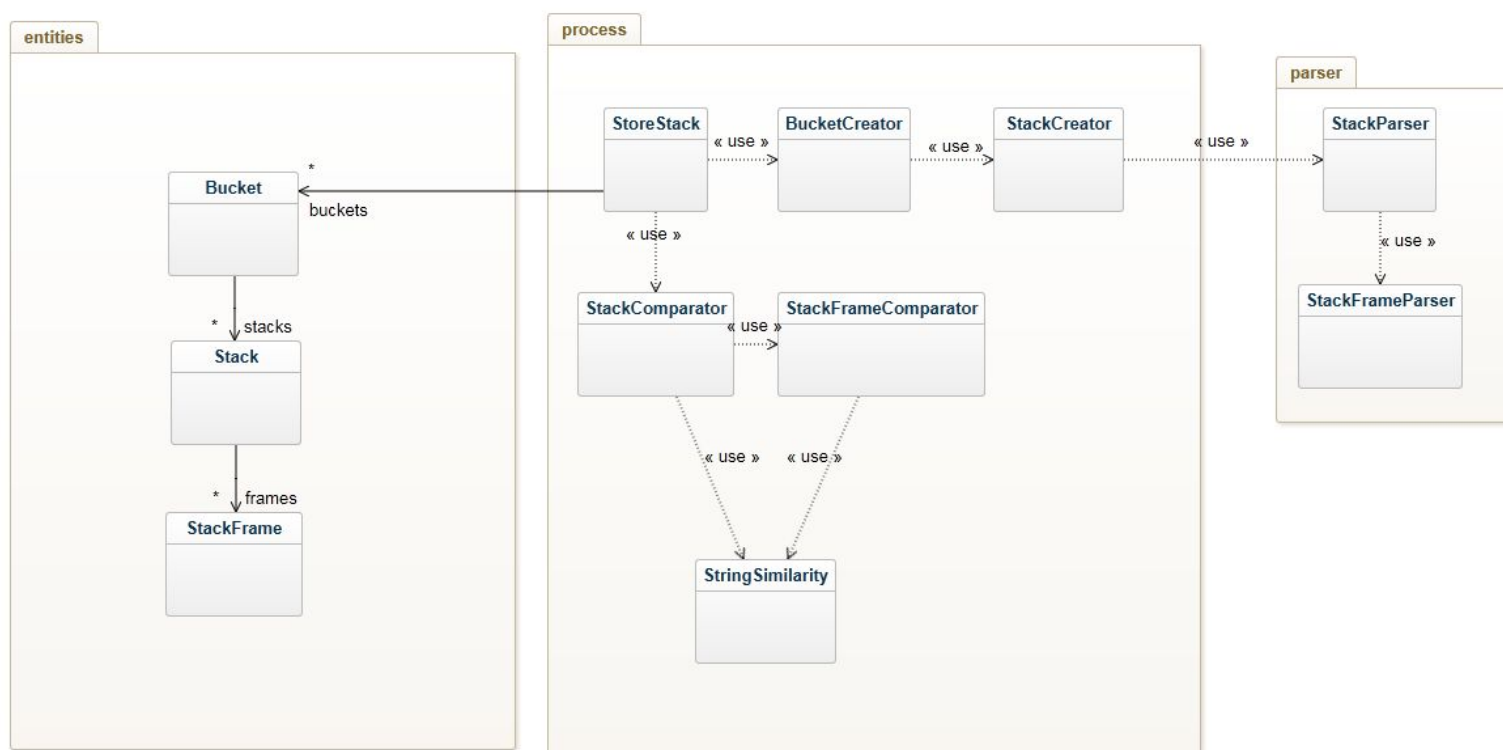 entities
process
parser
StoreStack
« use »
BucketCreator
« use »
StackCreator
« use »
StackParser
*
Bucket
buckets
« use »
« use »
StackComparator
« use »
StackFrameComparator
StackFrameParser
* stacks
Stack
« use »
« use »
* frames
StackFrame
StringSimilarity